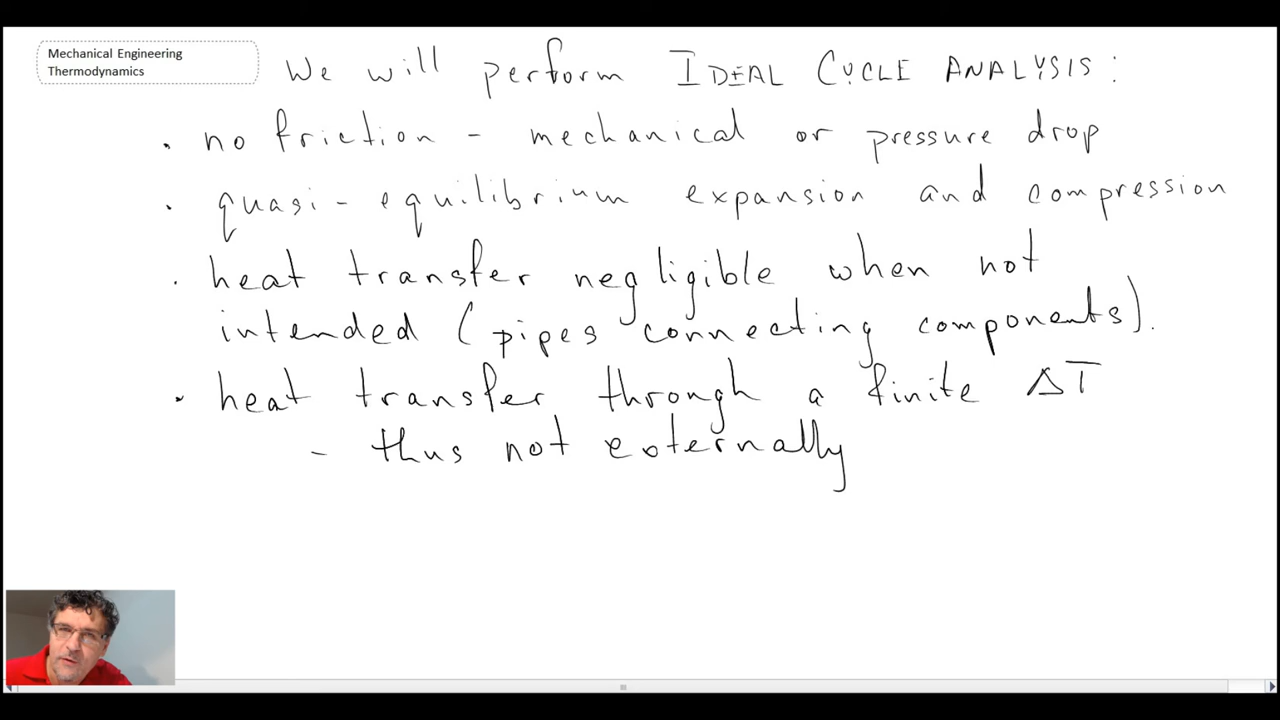 Mechanical Engineering
Thermodynamics
We will perform IDEAL CYCLE ANALYSIS:
• no friction - mechanical or pressure drop
• quasi-equilibrium expansion and compression
• heat transfer negligible when not
intended (pipes connecting components).
• heat transfer through a finite ΔT
- thus not externally